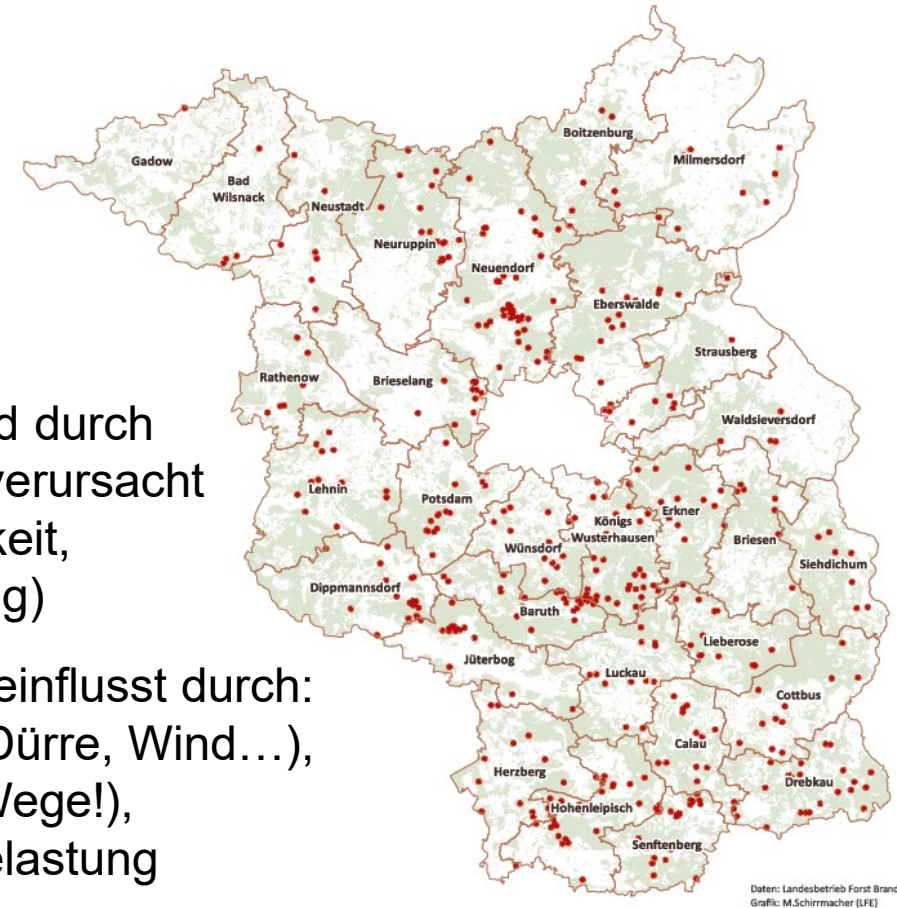 Boitzenburg
Gadow
Milmersdorf
Bad
Wilsnack
Neustadt
Neuruppin
Neuendorf
Eberswalde
Strausberg
Rathenow
Brieselang
Waldsieversdorf
d durch
verursacht
keit,
g)
Lehnin
Potsdam
Erkner
Königs
Wusterhausen
Wünsdorf
Briesen
Siehdichum
Dippmannsdorf
Baruth
Lieberose
Jüterbog
Luckau
Cottbus
einflusst durch:
Dürre, Wind…),
Wege!),
elastung
Calau
Herzberg
Drebkau
Hohenleipisch
Senftenberg
Daten: Landesbetrieb Forst Brand
Grafik: M.Schirrmacher (LFE)